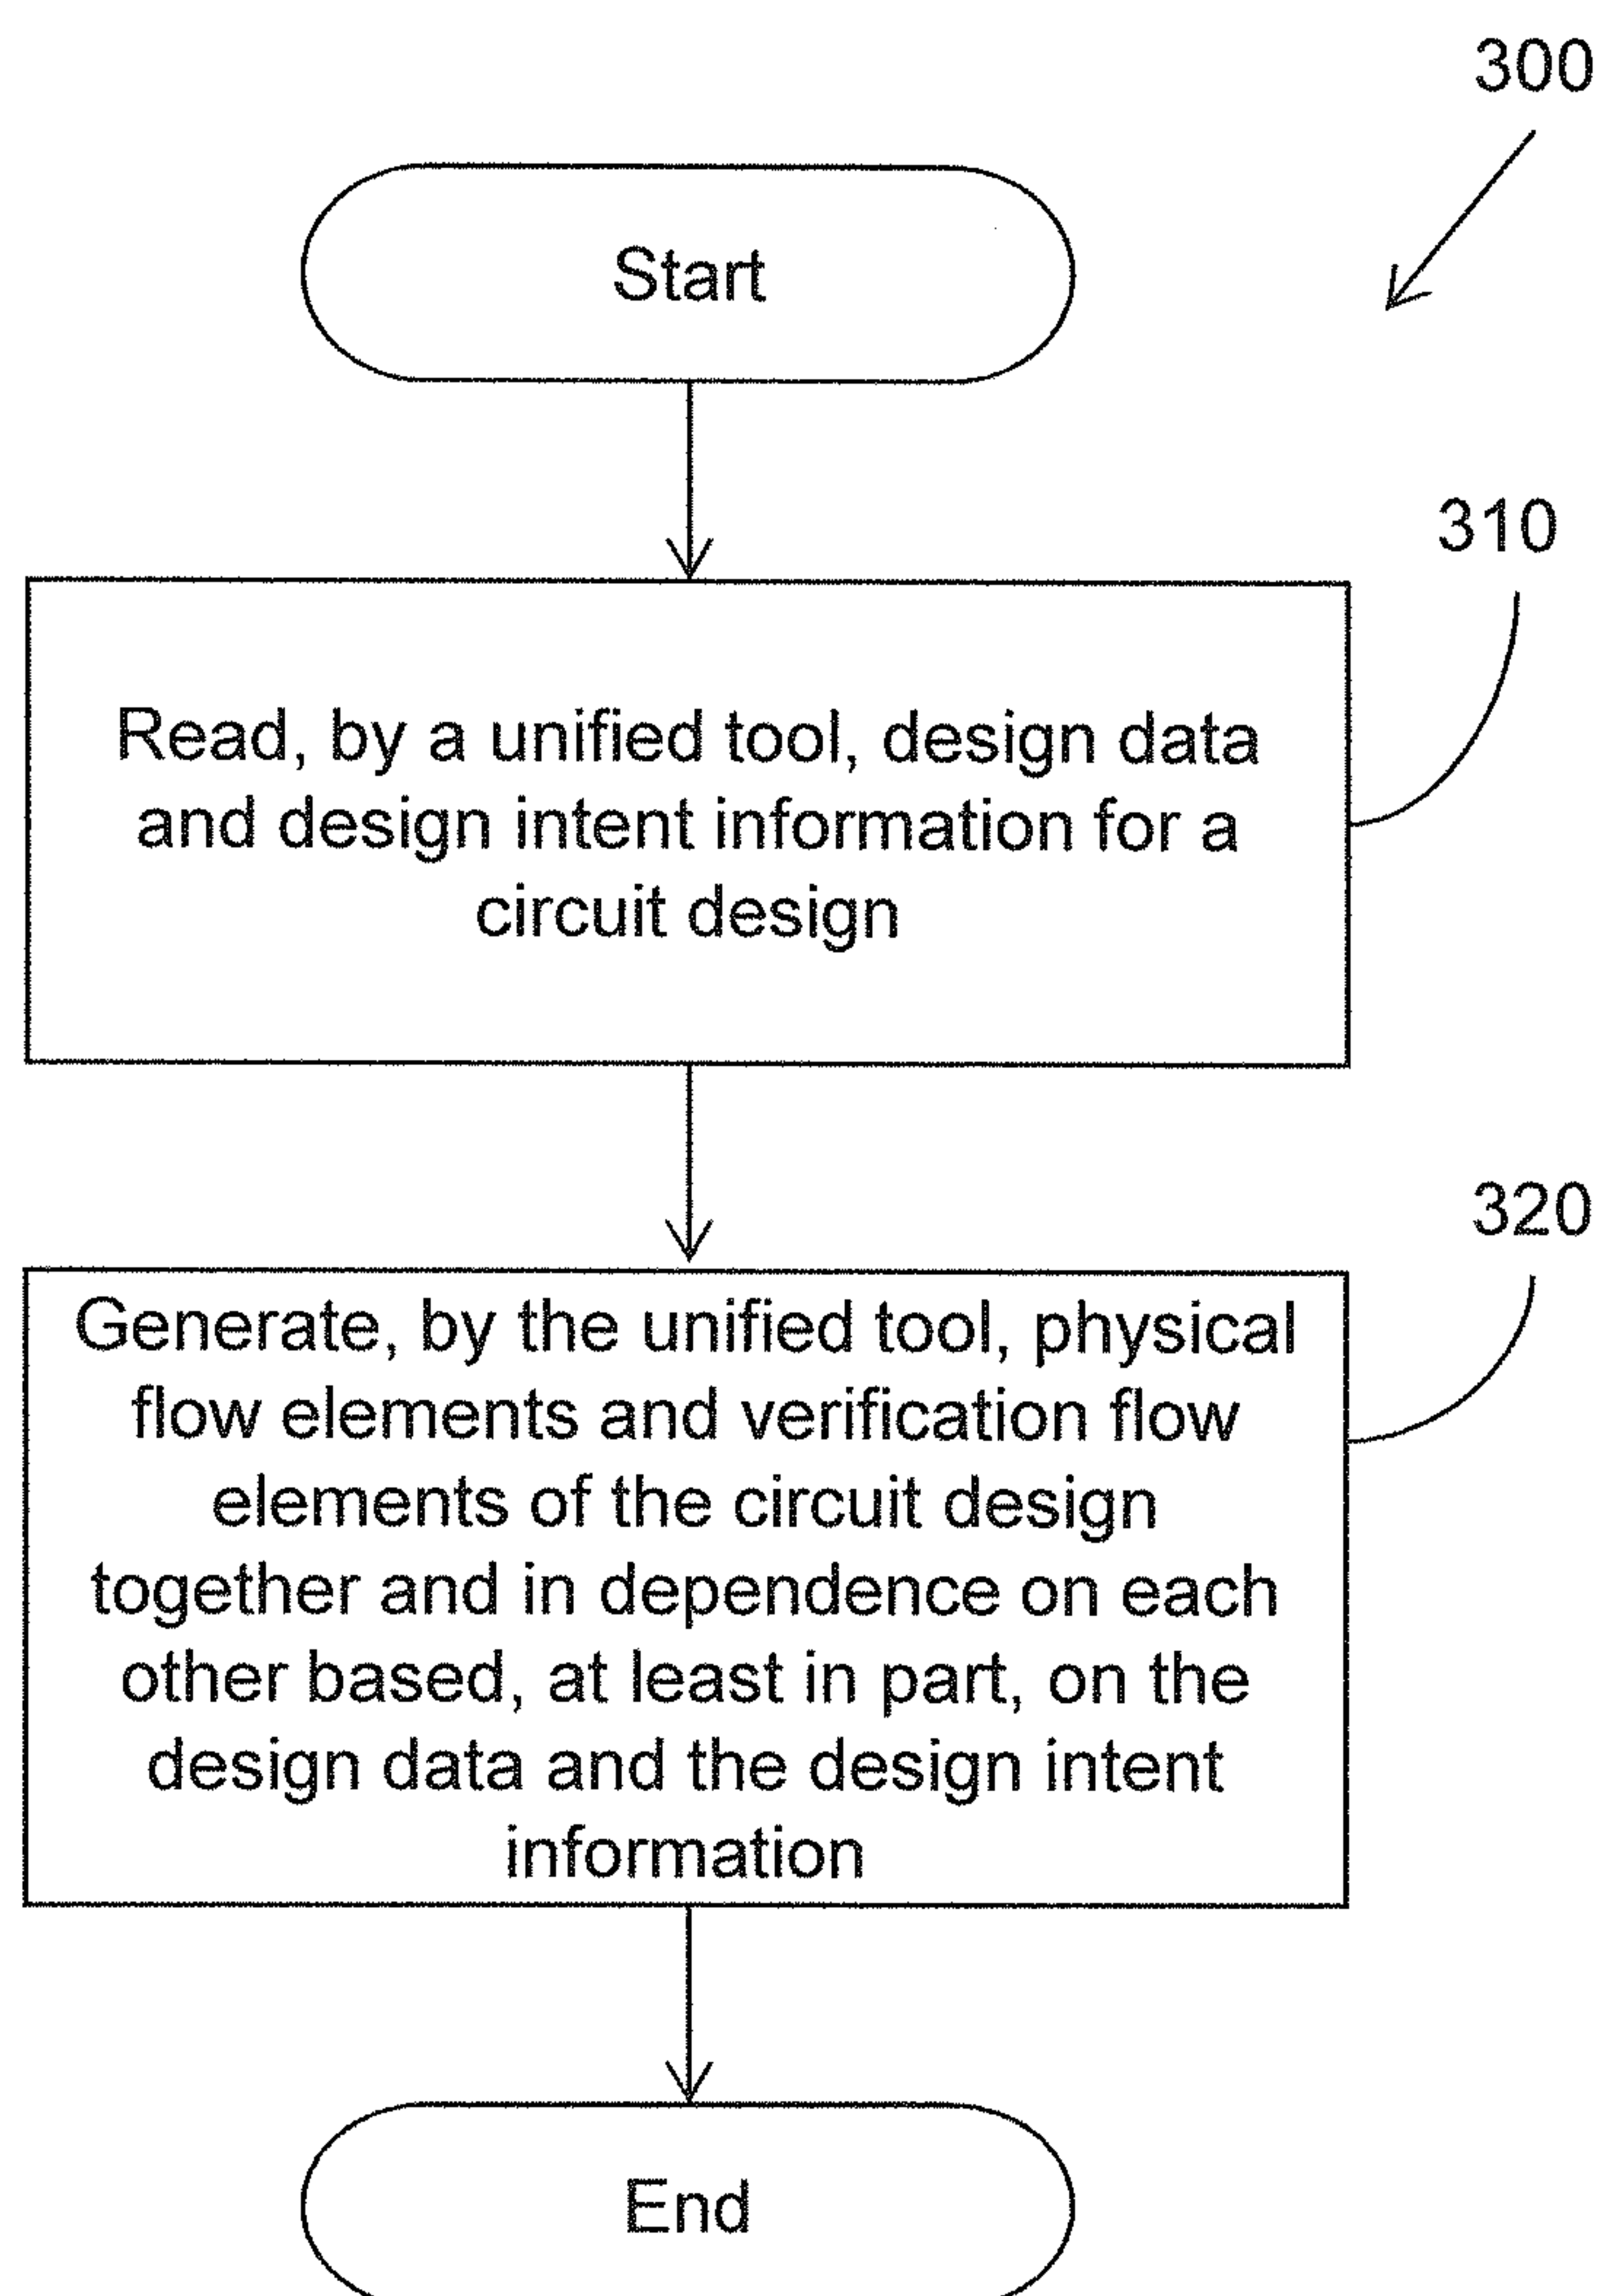 300
Start
310
Read, by a unified tool, design data
and design intent information for a
circuit design
320
Generate, by the unified tool, physical
flow elements and verification flow
elements of the circuit design
together and in dependence on each
other based, at least in part, on the
design data and the design intent
information
End